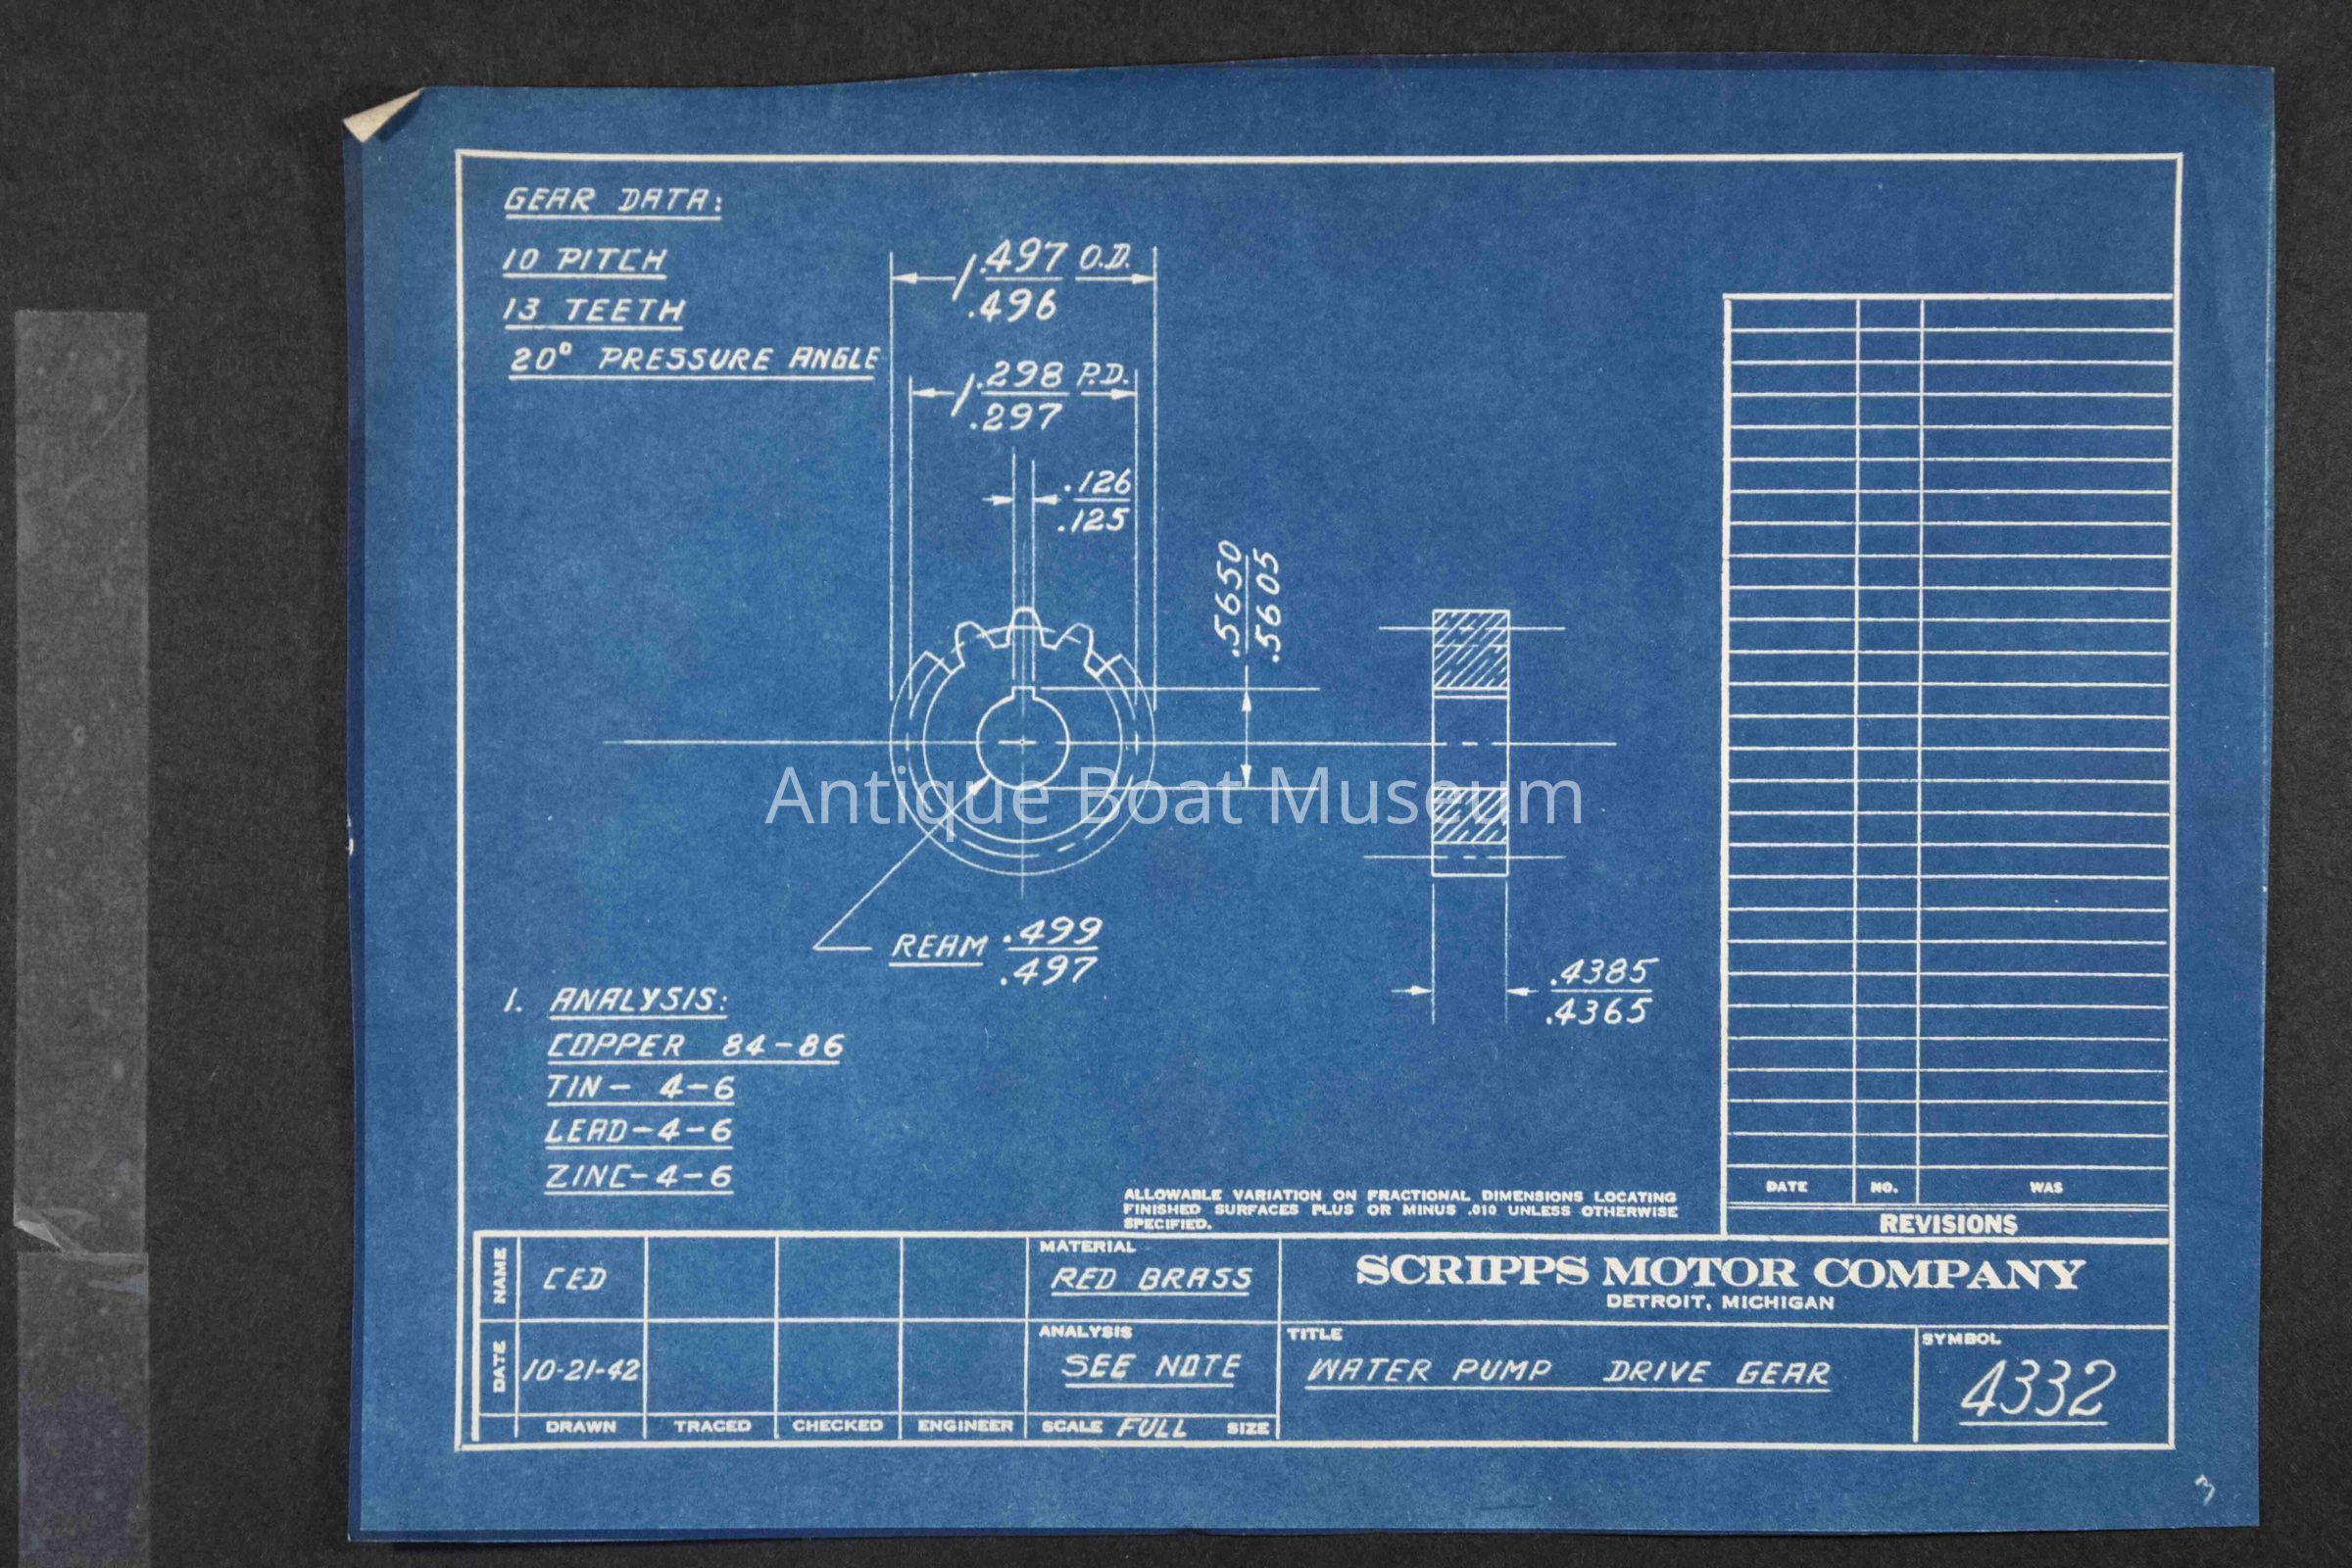 GEAR DATA:
10 PITCH
13 TEETH
20° PRESSURE ANGLE
1.497 O.D.
.496
1.298 P.D.
.297
.126
.125
.5650
.5605
REAM .499
.497
.4385
.4365
Antique Boat Museum
1. ANALYSIS:
COPPER 84-86
TIN- 4-6
LEAD-4-6
ZINC-4-6
ALLOWABLE VARIATION ON FRACTIONAL DIMENSIONS LOCATING
FINISHED SURFACES PLUS OR MINUS .010 UNLESS OTHERWISE
SPECIFIED.
DATE NO. WAS
REVISIONS
NAME CED
DATE 10-21-42
DRAWN TRACED CHECKED ENGINEER
MATERIAL
RED BRASS
ANALYSIS
SEE NOTE
SCALE FULL SIZE
SCRIPPS MOTOR COMPANY
DETROIT, MICHIGAN
TITLE
WATER PUMP DRIVE GEAR
SYMBOL
4332
3